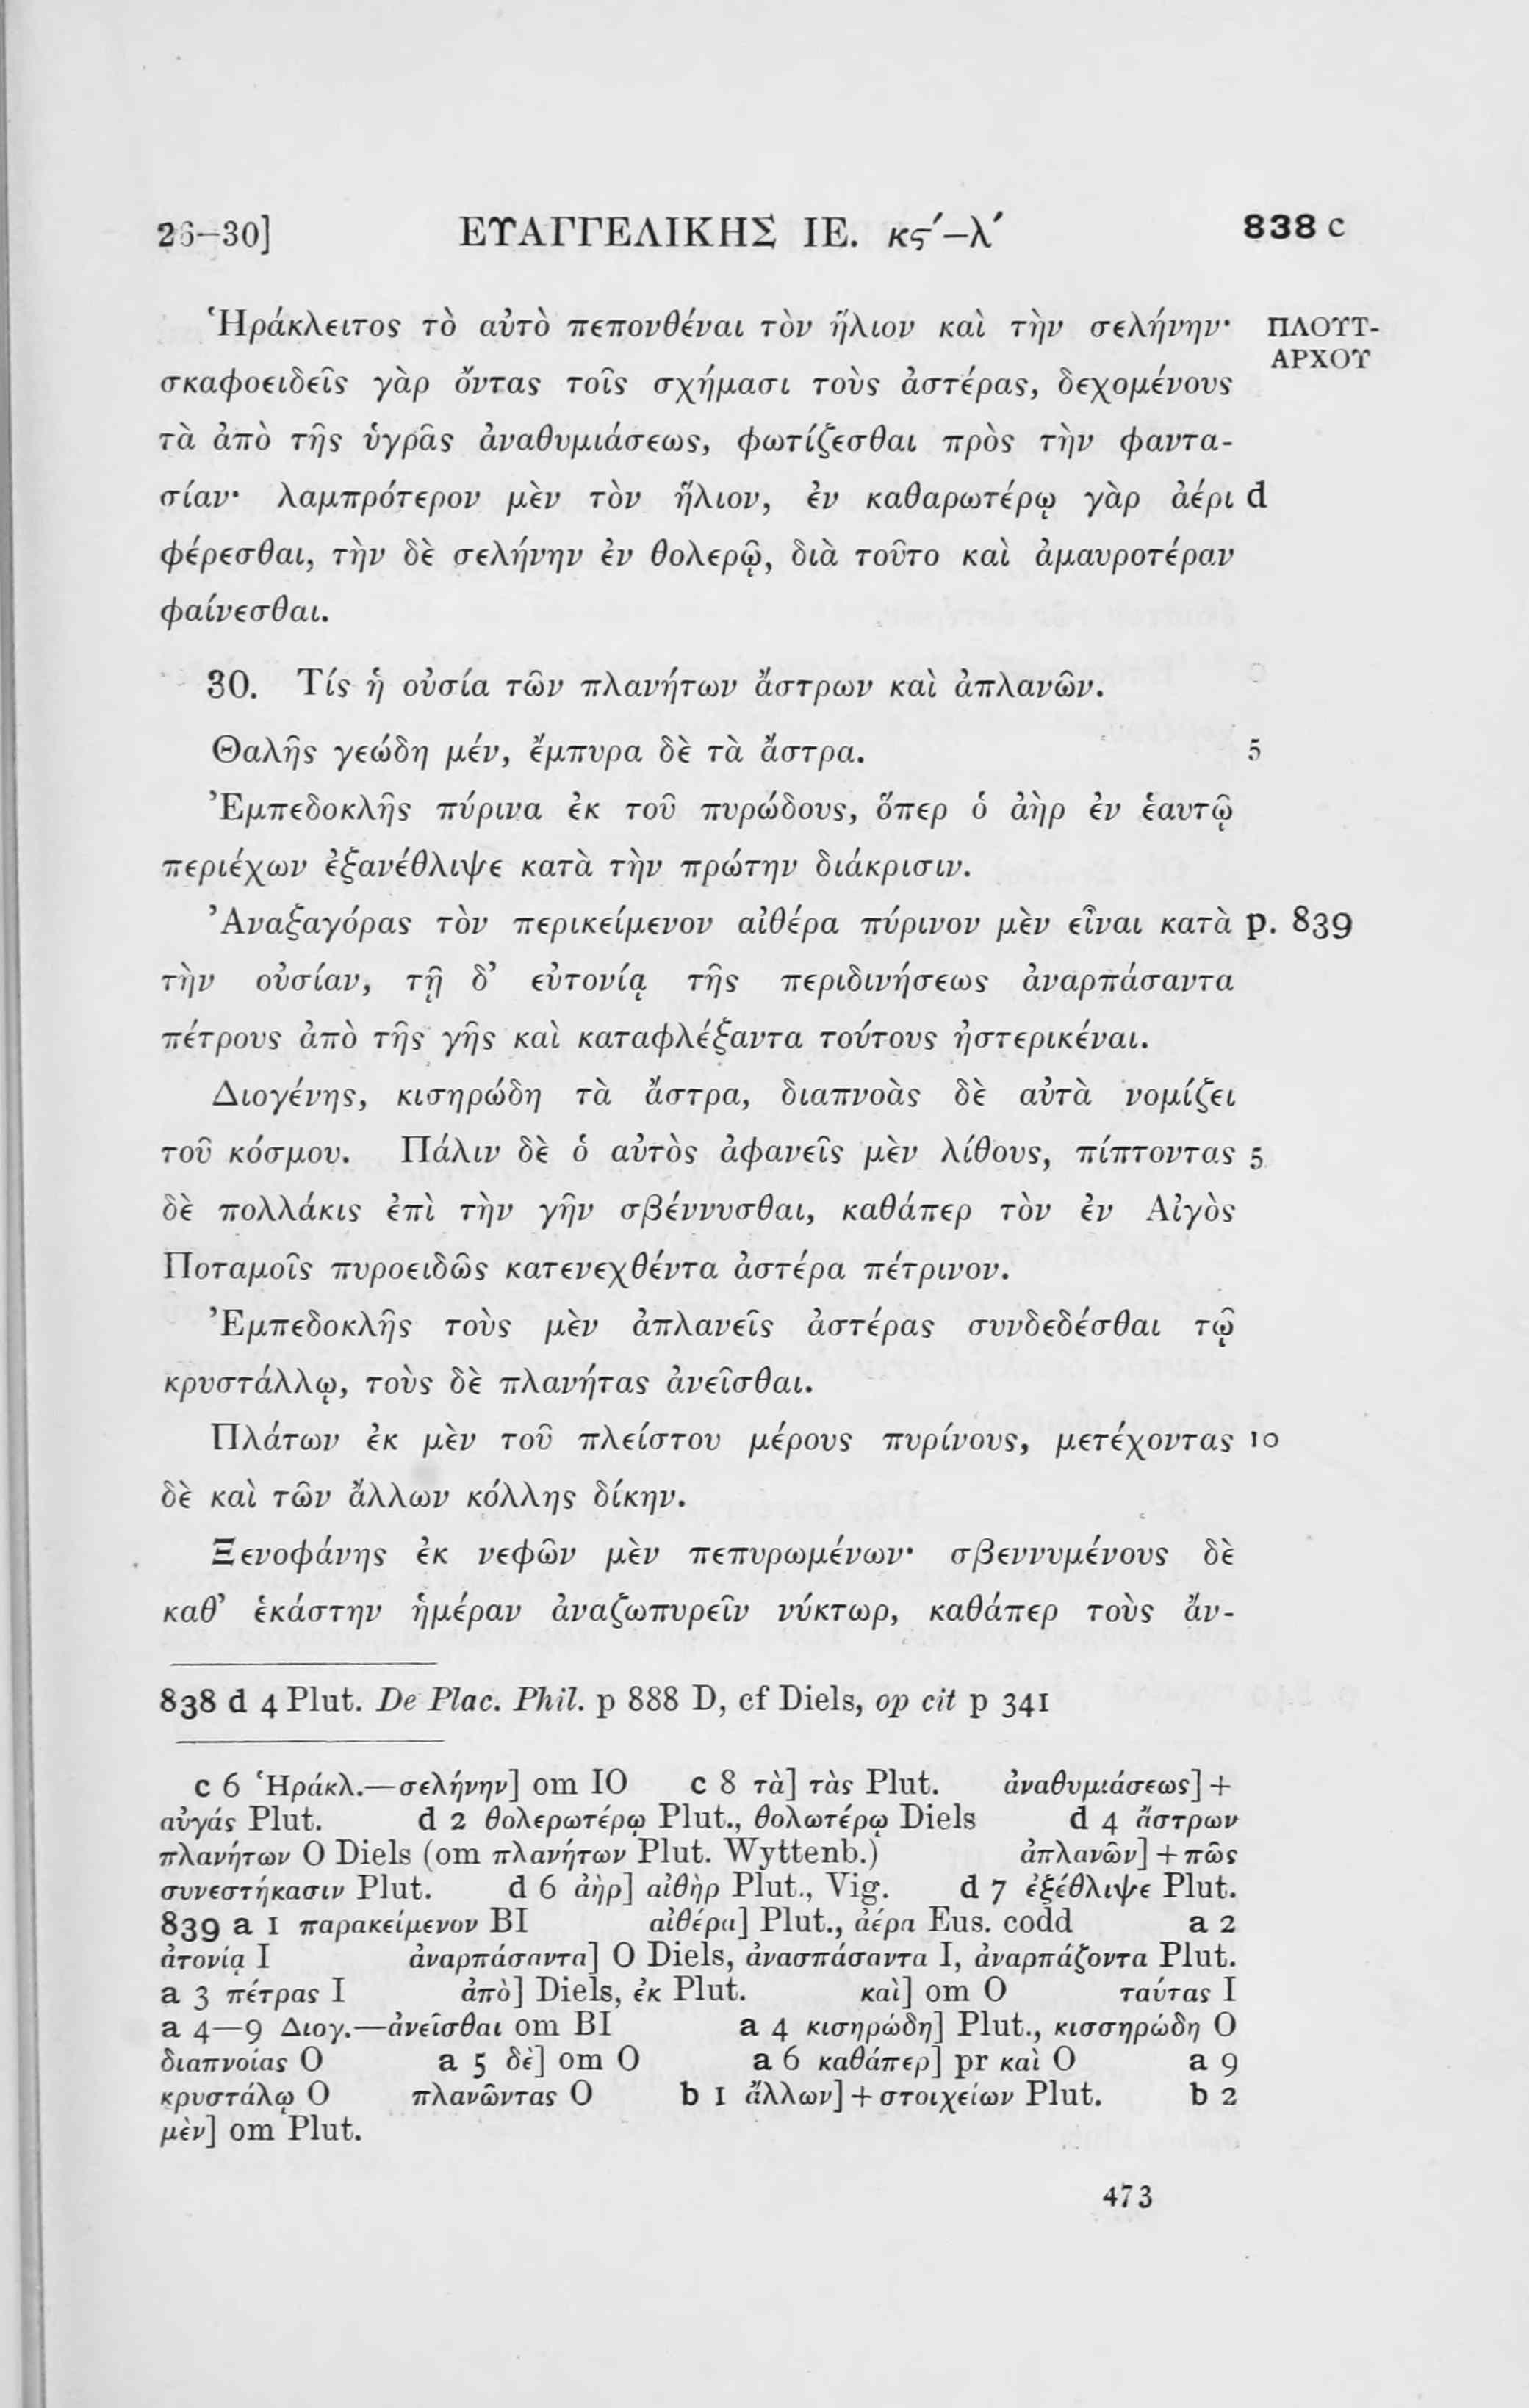 26–30] ΕΥΑΓΓΕΛΙΚΗΣ ΙΕ. κϛ´–λ´ 838 c
Ἡράκλειτος τὸ αὐτὸ πεπονθέναι τὸν ἥλιον καὶ τὴν σελήνην· ΠΛΟΥΤ-
ΑΡΧΟΥ
σκαφοειδεῖς γὰρ ὄντας τοῖς σχήμασι τοὺς ἀστέρας, δεχομένους
τὰ ἀπὸ τῆς ὑγρᾶς ἀναθυμιάσεως, φωτίζεσθαι πρὸς τὴν φαντα-
σίαν· λαμπρότερον μὲν τὸν ἥλιον, ἐν καθαρωτέρῳ γὰρ ἀέρι d
φέρεσθαι, τὴν δὲ σελήνην ἐν θολερῷ, διὰ τοῦτο καὶ ἀμαυροτέραν
φαίνεσθαι.
30. Τίς ἡ οὐσία τῶν πλανήτων ἄστρων καὶ ἀπλανῶν.
Θαλῆς γεώδη μέν, ἔμπυρα δὲ τὰ ἄστρα. 5
Ἐμπεδοκλῆς πύρινα ἐκ τοῦ πυρώδους, ὅπερ ὁ ἀὴρ ἐν ἑαυτῷ
περιέχων ἐξανέθλιψε κατὰ τὴν πρώτην διάκρισιν.
Ἀναξαγόρας τὸν περικείμενον αἰθέρα πύρινον μὲν εἶναι κατὰ p. 839
τὴν οὐσίαν, τῇ δ' εὐτονίᾳ τῆς περιδινήσεως ἀναρπάσαντα
πέτρους ἀπὸ τῆς γῆς καὶ καταφλέξαντα τούτους ἠστερικέναι.
Διογένης, κισηρώδη τὰ ἄστρα, διαπνοὰς δὲ αὐτὰ νομίζει
τοῦ κόσμου. Πάλιν δὲ ὁ αὐτὸς ἀφανεῖς μὲν λίθους, πίπτοντας 5
δὲ πολλάκις ἐπὶ τὴν γῆν σβέννυσθαι, καθάπερ τὸν ἐν Αἰγὸς
Ποταμοῖς πυροειδῶς κατενεχθέντα ἀστέρα πέτρινον.
Ἐμπεδοκλῆς τοὺς μὲν ἀπλανεῖς ἀστέρας συνδεδέσθαι τῷ
κρυστάλλῳ, τοὺς δὲ πλανήτας ἀνεῖσθαι.
Πλάτων ἐκ μὲν τοῦ πλείστου μέρους πυρίνους, μετέχοντας 10
δὲ καὶ τῶν ἄλλων κόλλης δίκην.
Ξενοφάνης ἐκ νεφῶν μὲν πεπυρωμένων· σβεννυμένους δὲ
καθ' ἑκάστην ἡμέραν ἀναζωπυρεῖν νύκτωρ, καθάπερ τοὺς ἄν-
838 d 4 Plut. De Plac. Phil. p 888 D, cf Diels, op cit p 341
c 6 Ἡράκλ.—σελήνην] om IO c 8 τὰ] τὰς Plut. ἀναθυμιάσεως] +
αὐγάς Plut. d 2 θολερωτέρῳ Plut., θολωτέρῳ Diels d 4 ἄστρων
πλανήτων O Diels (om πλανήτων Plut. Wyttenb.) ἀπλανῶν] + πῶς
συνεστήκασιν Plut. d 6 ἀὴρ] αἰθὴρ Plut., Vig. d 7 ἐξέθλιψε Plut.
839 a 1 παρακείμενον BI αἰθέρα] Plut., ἀέρα Eus. codd a 2
ἀτονίᾳ I ἀναρπάσαντα] O Diels, ἀνασπάσαντα I, ἀναρπάζοντα Plut.
a 3 πέτρας I ἀπὸ] Diels, ἐκ Plut. καὶ] om O ταύτας I
a 4—9 Διογ.—ἀνεῖσθαι om BI a 4 κισηρώδη] Plut., κισσηρώδη O
διαπνοίας O a 5 δὲ] om O a 6 καθάπερ] pr καὶ O a 9
κρυστάλῳ O πλανῶντας O b 1 ἄλλων] + στοιχείων Plut. b 2
μὲν] om Plut.
473